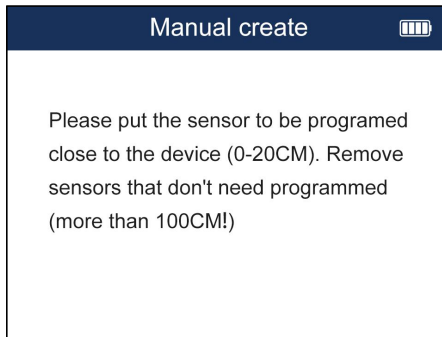 Manual create
Please put the sensor to be programed
close to the device (0-20CM). Remove
sensors that don't need programmed
(more than 100CM!)